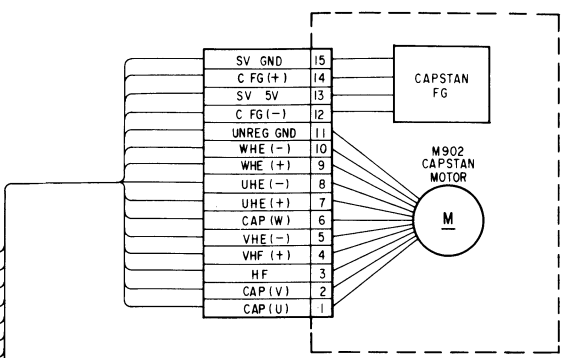 SV GND 15
C FG (+) 14
SV 5V 13
C FG (-) 12
UNREG GND 11
WHE (-) 10
WHE (+) 9
UHE (-) 8
UHE (+) 7
CAP (W) 6
VHE (-) 5
VHF (+) 4
HF 3
CAP (V) 2
CAP (U) 1
CAPSTAN
FG
M902
CAPSTAN
MOTOR
M